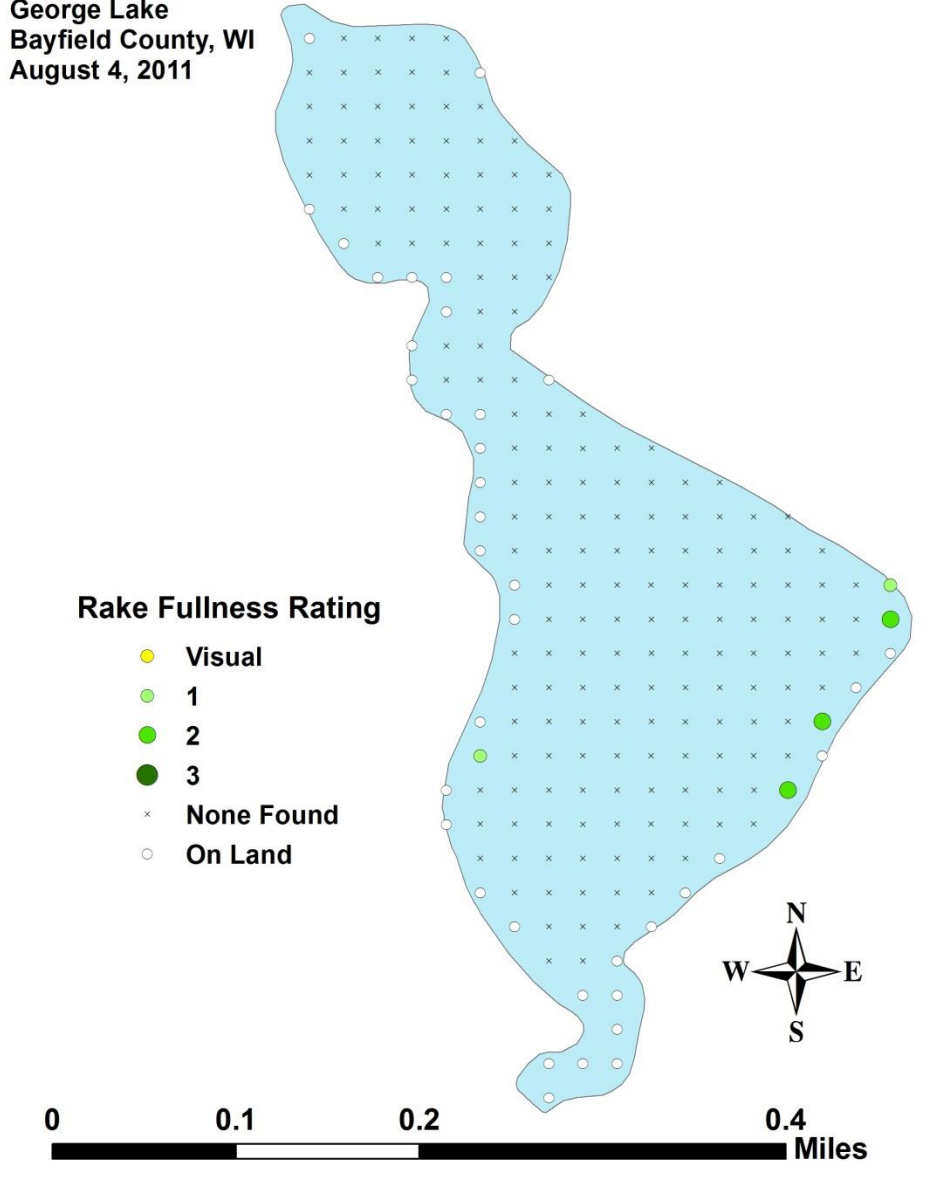 George Lake
Bayfield County, WI
August 4, 2011
Rake Fullness Rating
Visual
1
2
3
None Found
On Land
N
W E
S
0 0.1 0.2 0.4
Miles